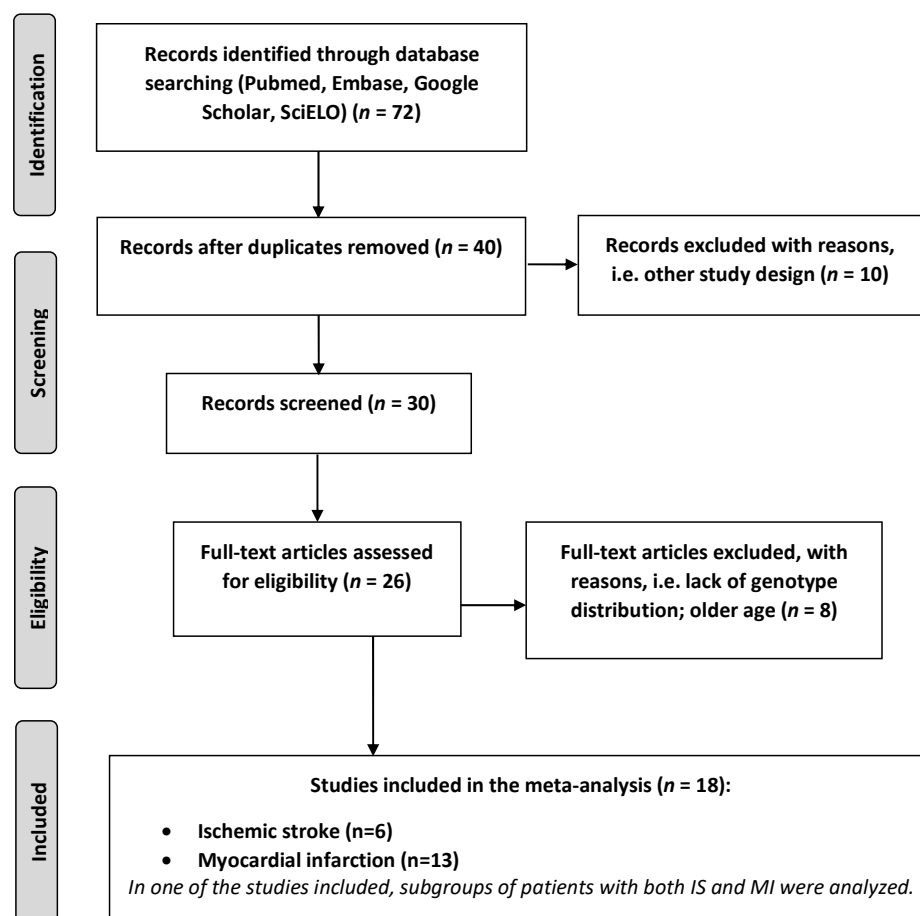 Identification
Records identified through database
searching (Pubmed, Embase, Google
Scholar, SciELO) (n = 72)
Records after duplicates removed (n = 40)
Records excluded with reasons,
i.e. other study design (n = 10)
Screening
Records screened (n = 30)
Eligibility
Full-text articles assessed
for eligibility (n = 26)
Full-text articles excluded, with
reasons, i.e. lack of genotype
distribution; older age (n = 8)
Included
Studies included in the meta-analysis (n = 18):
• Ischemic stroke (n=6)
• Myocardial infarction (n=13)
In one of the studies included, subgroups of patients with both IS and MI were analyzed.